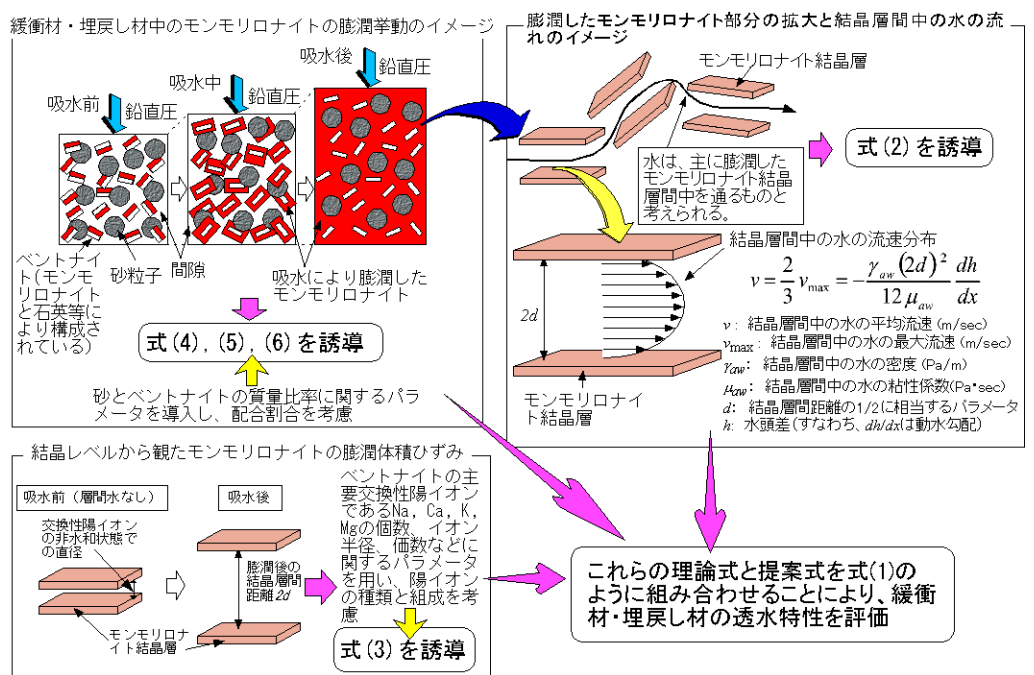 緩衝材・埋戻し材中のモンモリロナイトの膨潤挙動のイメージ
吸水前
鉛直圧
吸水中
鉛直圧
吸水後
鉛直圧
ベントナイ
ト(モンモ
リロナイト
と石英等に
より構成さ
れている)
砂粒子
間隙
吸水により膨潤した
モンモリロナイト
式(4), (5), (6)を誘導
砂とベントナイトの質量比率に関するパラ
メータを導入し、配合割合を考慮
膨潤したモンモリロナイト部分の拡大と結晶層間中の水の流
れのイメージ
モンモリロナイト結晶層
水は、主に膨潤した
モンモリロナイト結晶
層間中を通るものと
考えられる。
式(2)を誘導
結晶層間中の水の流速分布
2d
モンモリロナイ
ト結晶層
v = 2/3 v_max = −γ_aw (2d)² / 12 μ_aw dh/dx
v: 結晶層間中の水の平均流速(m/sec)
v_max: 結晶層間中の水の最大流速(m/sec)
γ_aw: 結晶層間中の水の密度(Pa/m)
μ_aw: 結晶層間中の水の粘性係数(Pa・sec)
d: 結晶層間距離の1/2に相当するパラメータ
h: 水頭差(すなわち、dh/dxは動水勾配)
結晶レベルから観たモンモリロナイトの膨潤体積ひずみ
吸水前(層間水なし)
交換性陽イオン
の非水和状態で
の直径
モンモリロナ
イト結晶層
吸水後
膨潤後の
結晶層間
距離2d
ベントナイトの主
要交換性陽イオン
であるNa, Ca, K,
Mgの個数、イオン
半径、価数などに
関するパラメータ
を用い、陽イオン
の種類と組成を考
慮
式(3)を誘導
これらの理論式と提案式を式(1)の
ように組み合わせることにより、緩衝
材・埋戻し材の透水特性を評価